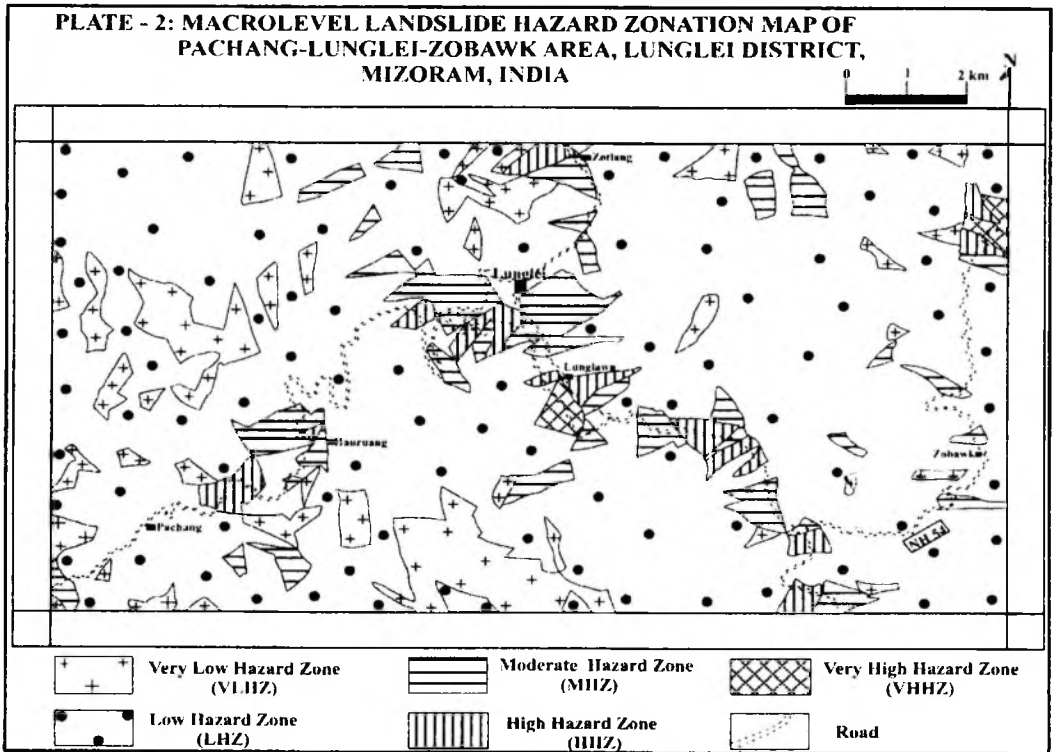 PLATE - 2: MACROLEVEL LANDSLIDE HAZARD ZONATION MAP OF
PACHANG-LUNGLEI-ZOBAWK AREA, LUNGLEI DISTRICT,
MIZORAM, INDIA
N
0 1 2 km
Zotlang
Lunglei
Lunglawn
Hauruang
Zobawk
Pachang
NH 54
Very Low Hazard Zone
(VLHZ)
Moderate Hazard Zone
(MHZ)
Very High Hazard Zone
(VHHZ)
Low Hazard Zone
(LHZ)
High Hazard Zone
(HHZ)
Road